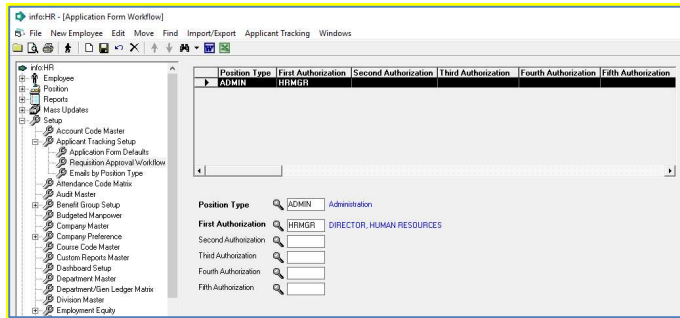 info:HR - [Application Form Workflow]
File New Employee Edit Move Find Import/Export Applicant Tracking Windows
info:HR
Employee
Position
Reports
Mass Updates
Setup
Account Code Master
Applicant Tracking Setup
Application Form Defaults
Requisition Approval Workflow
Emails by Position Type
Attendance Code Matrix
Audit Master
Benefit Group Setup
Budgeted Manpower
Company Master
Company Preference
Course Code Master
Custom Reports Master
Dashboard Setup
Department Master
Department/Gen Ledger Matrix
Division Master
Employment Equity
Position Type First Authorization Second Authorization Third Authorization Fourth Authorization Fifth Authorization
ADMIN HRMGR
Position Type ADMIN Administration
First Authorization HRMGR DIRECTOR, HUMAN RESOURCES
Second Authorization
Third Authorization
Fourth Authorization
Fifth Authorization